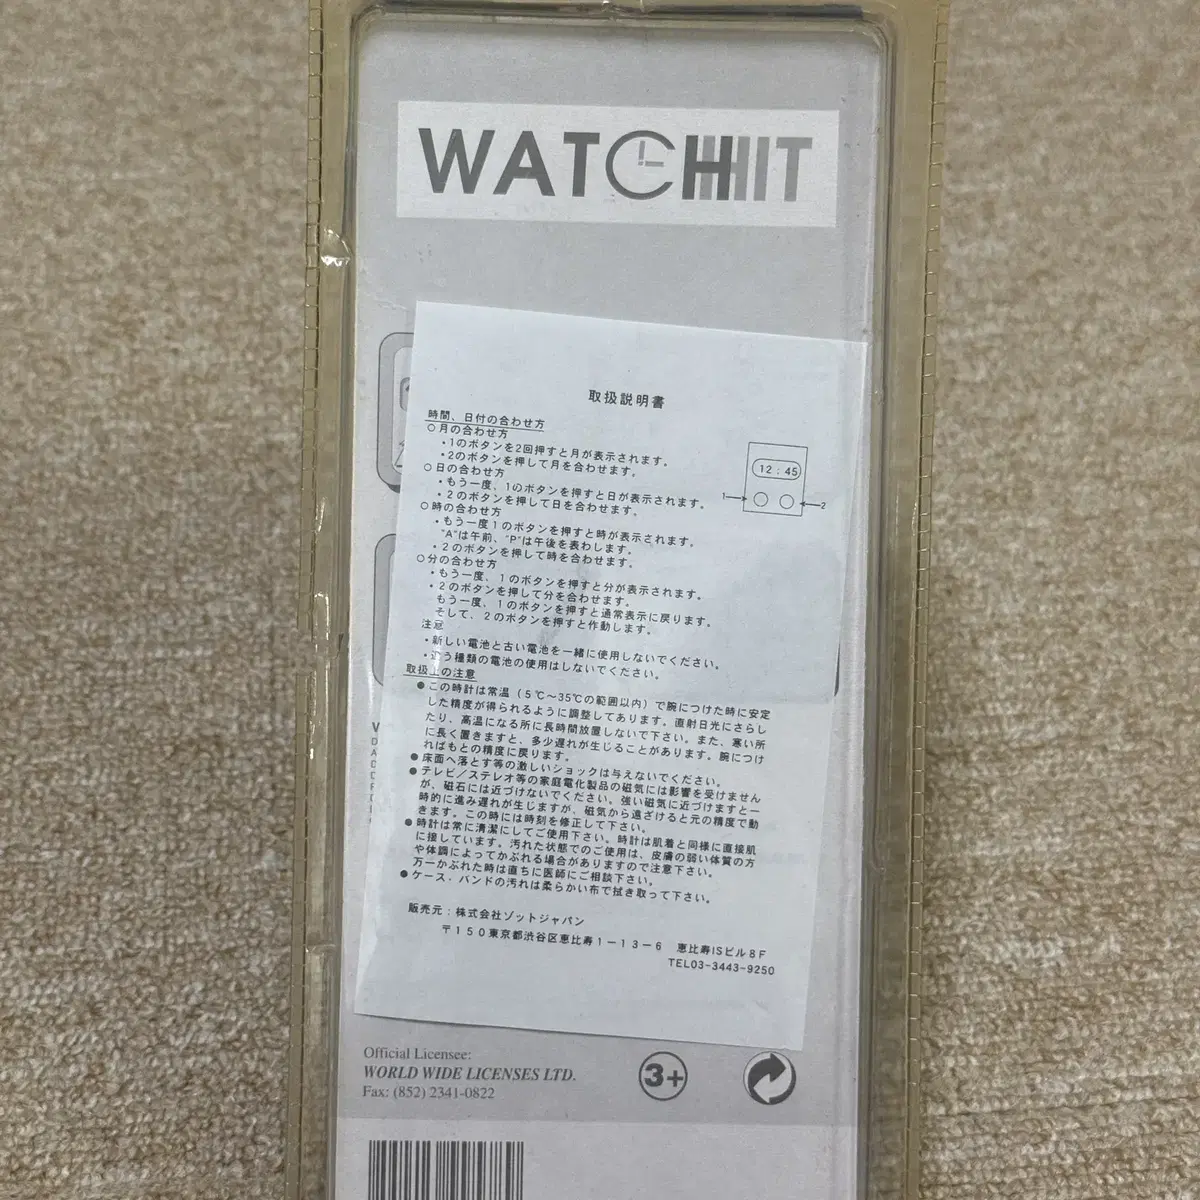 WATCHIT
取扱説明書
時間、日付の合わせ方
○月の合わせ方
・1のボタンを2回押すと月が表示されます。
・2のボタンを押して月を合わせます。
○日の合わせ方
・もう一度、1のボタンを押すと日が表示されます。
・2のボタンを押して日を合わせます。
○時の合わせ方
・もう一度1のボタンを押すと時が表示されます。
"A"は午前、"P"は午後を表わします。
・2のボタンを押して時を合わせます。
○分の合わせ方
・もう一度、1のボタンを押すと分が表示されます。
・2のボタンを押して分を合わせます。
もう一度、1のボタンを押すと通常表示に戻ります。
そして、2のボタンを押すと作動します。
12:45
1
2
注意
・新しい電池と古い電池を一緒に使用しないでください。
・違う種類の電池の使用はしないでください。
取扱上の注意
●この時計は常温(5℃〜35℃の範囲以内)で腕につけた時に安定
した精度が得られるように調整してあります。直射日光にさらし
たり、高温になる所に長時間放置しないで下さい。また、寒い所
に長く置きますと、多少遅れが生じることがあります。腕につけ
ればもとの精度に戻ります。
●床面へ落とす等の激しいショックは与えないでください。
●テレビ/ステレオ等の家庭電化製品の磁気には影響を受けません
が、磁石には近づけないでください。強い磁気に近づけますと一
時的に進み遅れが生じますが、磁気から遠ざけると元の精度で動
きます。この時には時刻を修正して下さい。
●時計は常に清潔にしてご使用下さい。時計は肌着と同様に直接肌
に接しています。汚れた状態でのご使用は、皮膚の弱い体質の方
や体調によってかぶれる場合がありますので注意下さい。
万一かぶれた時は直ちに医師にご相談下さい。
●ケース・バンドの汚れは柔らかい布で拭き取って下さい。
販売元:株式会社ゾットジャパン
〒150東京都渋谷区恵比寿1-13-6 恵比寿ISビル8F
TEL03-3443-9250
Official Licensee:
WORLD WIDE LICENSES LTD.
Fax: (852) 2341-0822
3+